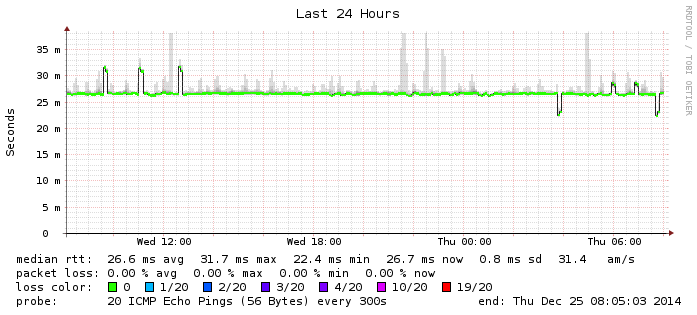 Last 24 Hours
RRDTOOL / TOBI OETIKER
Seconds
35 m
30 m
25 m
20 m
15 m
10 m
5 m
0
Wed 12:00 Wed 18:00 Thu 00:00 Thu 06:00
median rtt: 26.6 ms avg 31.7 ms max 22.4 ms min 26.7 ms now 0.8 ms sd 31.4 am/s
packet loss: 0.00 % avg 0.00 % max 0.00 % min 0.00 % now
loss color: 0 1/20 2/20 3/20 4/20 10/20 19/20
probe: 20 ICMP Echo Pings (56 Bytes) every 300s end: Thu Dec 25 08:05:03 2014